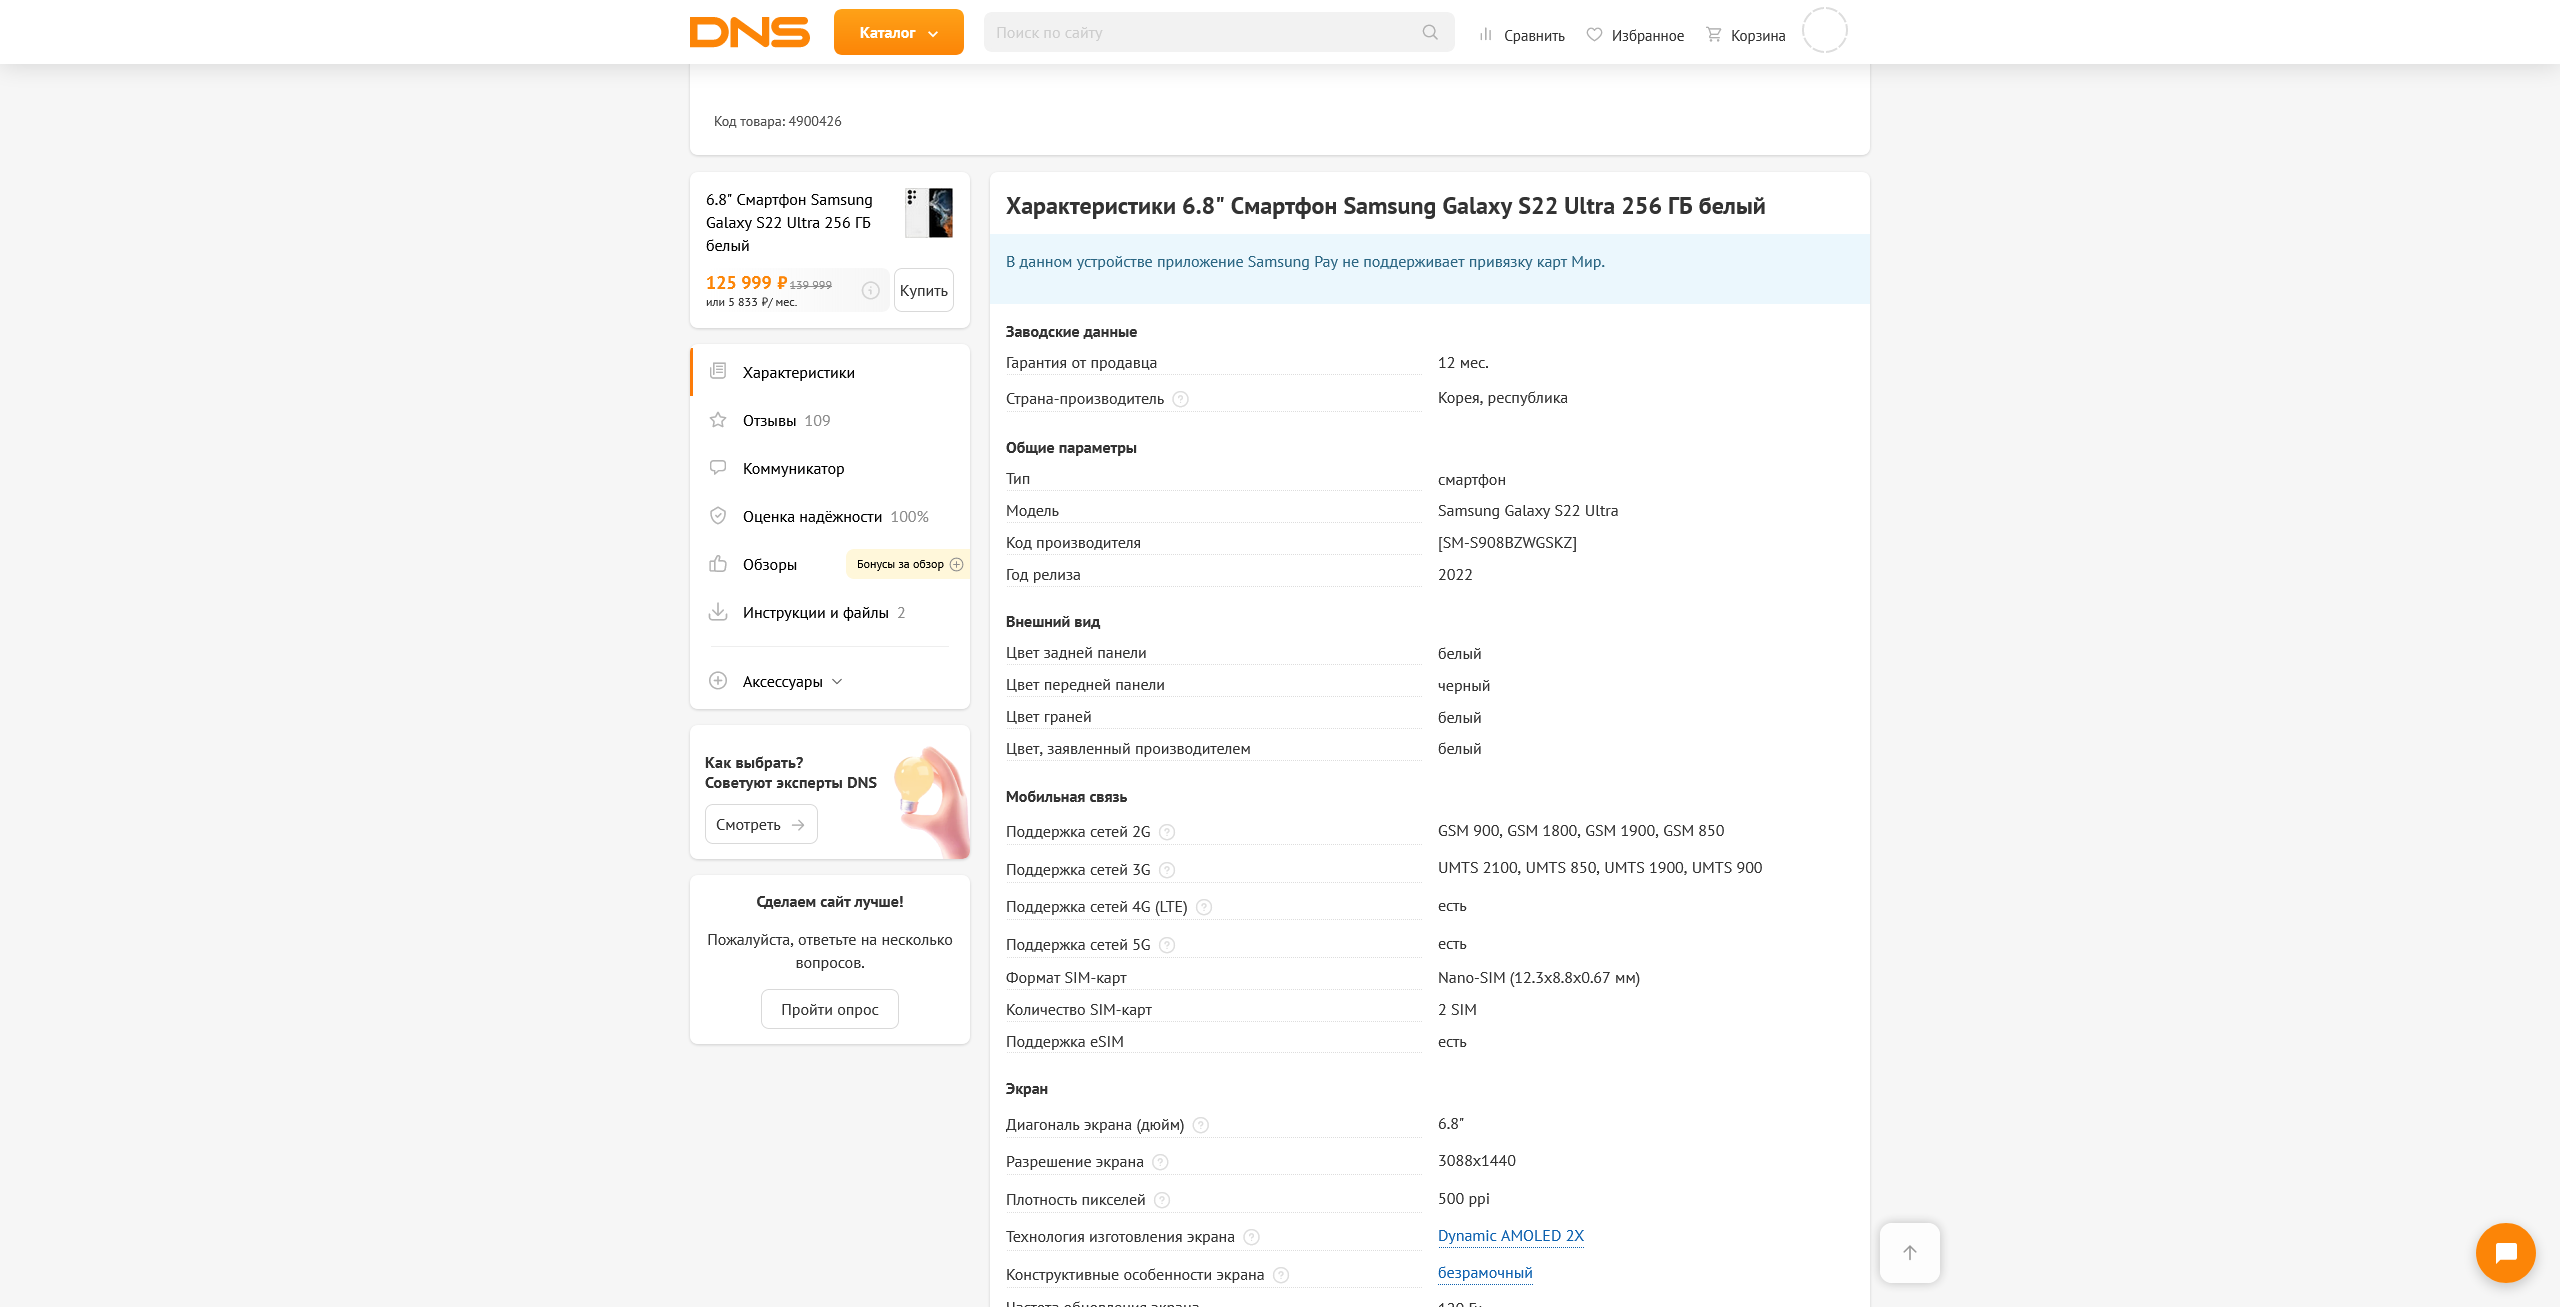 DNS
Каталог
Поиск по сайту
Сравнить
Избранное
Корзина
Код товара: 4900426
6.8" Смартфон Samsung
Galaxy S22 Ultra 256 ГБ
белый
125 999 ₽ 139 999
или 5 833 ₽/ мес.
Купить
Характеристики
Отзывы 109
Коммуникатор
Оценка надёжности 100%
Обзоры
Бонусы за обзор
Инструкции и файлы 2
Аксессуары
Как выбрать?
Советуют эксперты DNS
Смотреть
Сделаем сайт лучше!
Пожалуйста, ответьте на несколько
вопросов.
Пройти опрос
Характеристики 6.8" Смартфон Samsung Galaxy S22 Ultra 256 ГБ белый
В данном устройстве приложение Samsung Pay не поддерживает привязку карт Мир.
Заводские данные
Гарантия от продавца 12 мес.
Страна-производитель Корея, республика
Общие параметры
Тип смартфон
Модель Samsung Galaxy S22 Ultra
Код производителя [SM-S908BZWGSKZ]
Год релиза 2022
Внешний вид
Цвет задней панели белый
Цвет передней панели черный
Цвет граней белый
Цвет, заявленный производителем белый
Мобильная связь
Поддержка сетей 2G GSM 900, GSM 1800, GSM 1900, GSM 850
Поддержка сетей 3G UMTS 2100, UMTS 850, UMTS 1900, UMTS 900
Поддержка сетей 4G (LTE) есть
Поддержка сетей 5G есть
Формат SIM-карт Nano-SIM (12.3x8.8x0.67 мм)
Количество SIM-карт 2 SIM
Поддержка eSIM есть
Экран
Диагональ экрана (дюйм) 6.8"
Разрешение экрана 3088x1440
Плотность пикселей 500 ppi
Технология изготовления экрана Dynamic AMOLED 2X
Конструктивные особенности экрана безрамочный
Частота обновления экрана 120 Гц